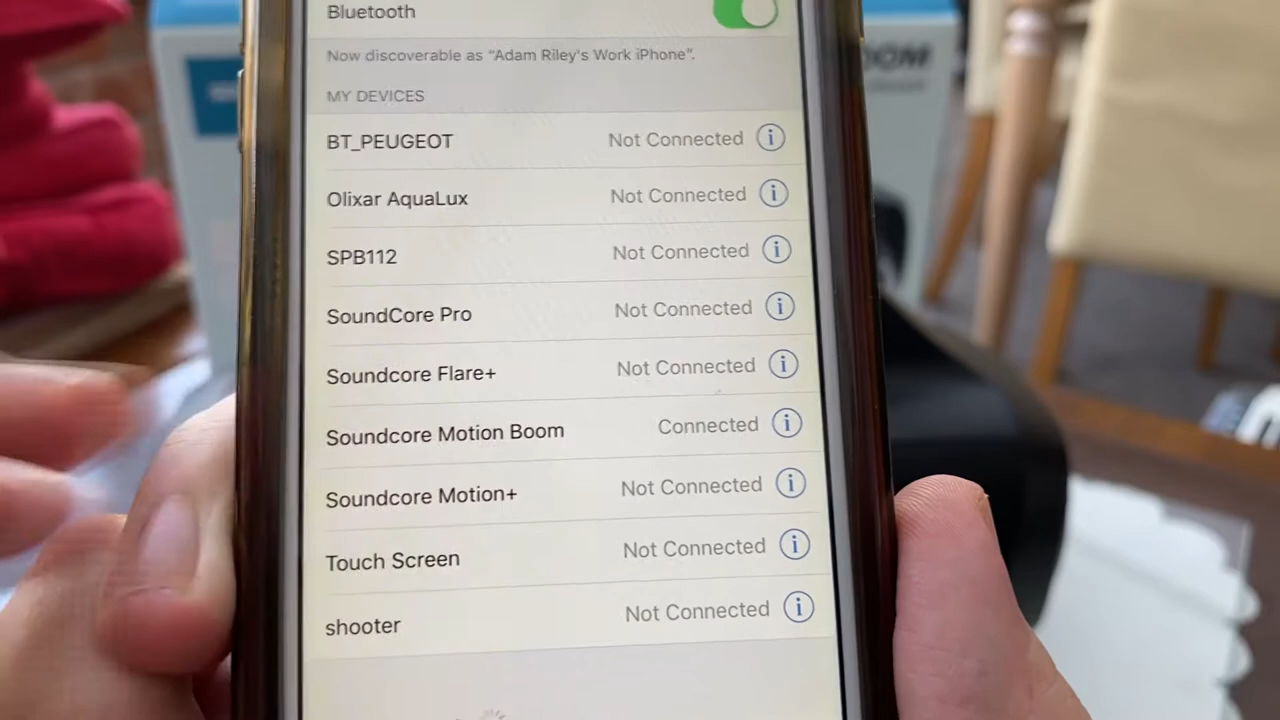 Bluetooth
Now discoverable as “Adam Riley's Work iPhone”.
MY DEVICES
BT_PEUGEOT Not Connected i
Olixar AquaLux Not Connected i
SPB112 Not Connected i
SoundCore Pro Not Connected i
Soundcore Flare+ Not Connected i
Soundcore Motion Boom Connected i
Soundcore Motion+ Not Connected i
Touch Screen Not Connected i
shooter Not Connected i
OOM